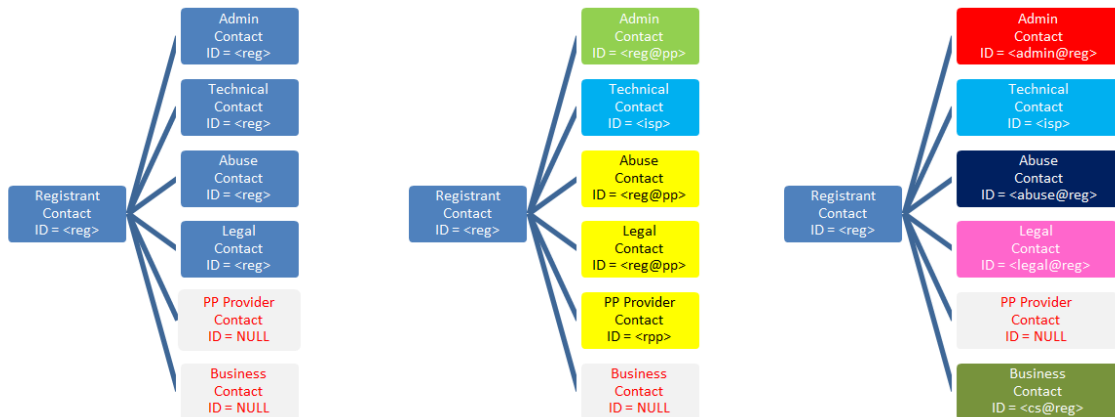 Admin
Contact
ID = <reg>
Technical
Contact
ID = <reg>
Abuse
Contact
ID = <reg>
Registrant
Contact
ID = <reg>
Legal
Contact
ID = <reg>
PP Provider
Contact
ID = NULL
Business
Contact
ID = NULL
Admin
Contact
ID = <reg@pp>
Technical
Contact
ID = <isp>
Abuse
Contact
ID = <reg@pp>
Registrant
Contact
ID = <reg>
Legal
Contact
ID = <reg@pp>
PP Provider
Contact
ID = <rpp>
Business
Contact
ID = NULL
Admin
Contact
ID = <admin@reg>
Technical
Contact
ID = <isp>
Abuse
Contact
ID = <abuse@reg>
Registrant
Contact
ID = <reg>
Legal
Contact
ID = <legal@reg>
PP Provider
Contact
ID = NULL
Business
Contact
ID = <cs@reg>